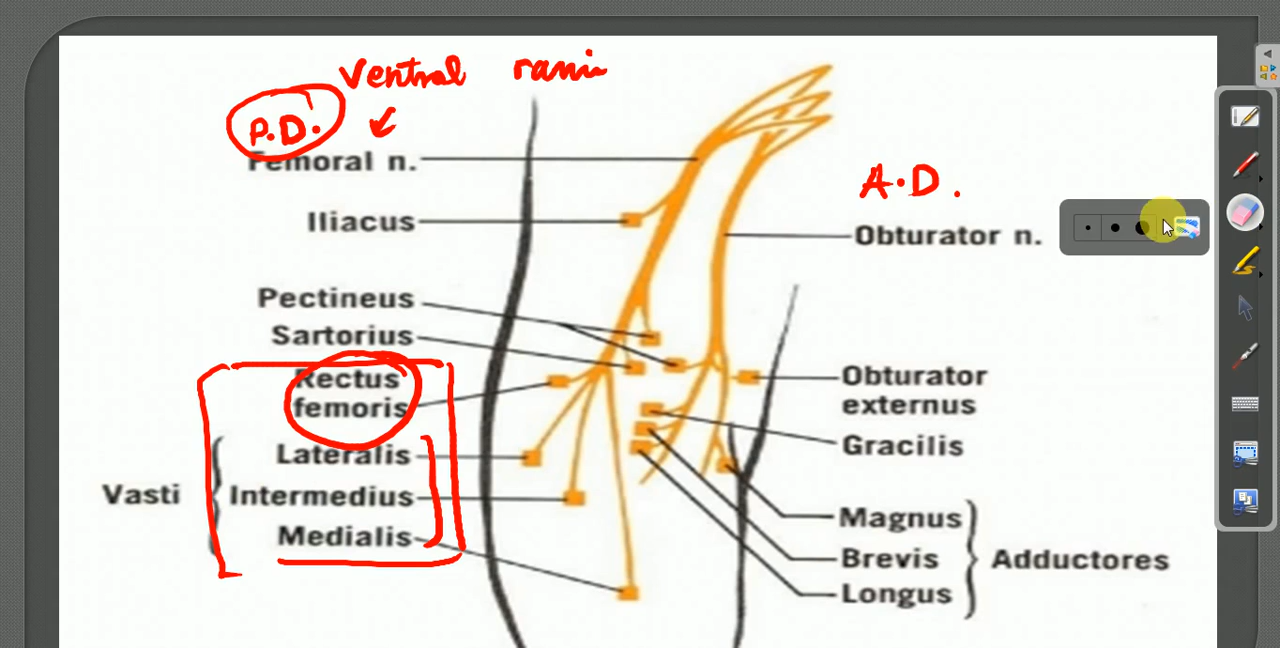 Ventral rami
P.D.
Femoral n.
A.D.
Iliacus
Obturator n.
Pectineus
Sartorius
Rectus
femoris
Obturator
externus
Gracilis
Lateralis
Vasti
Intermedius
Medialis
Magnus
Brevis
Adductores
Longus